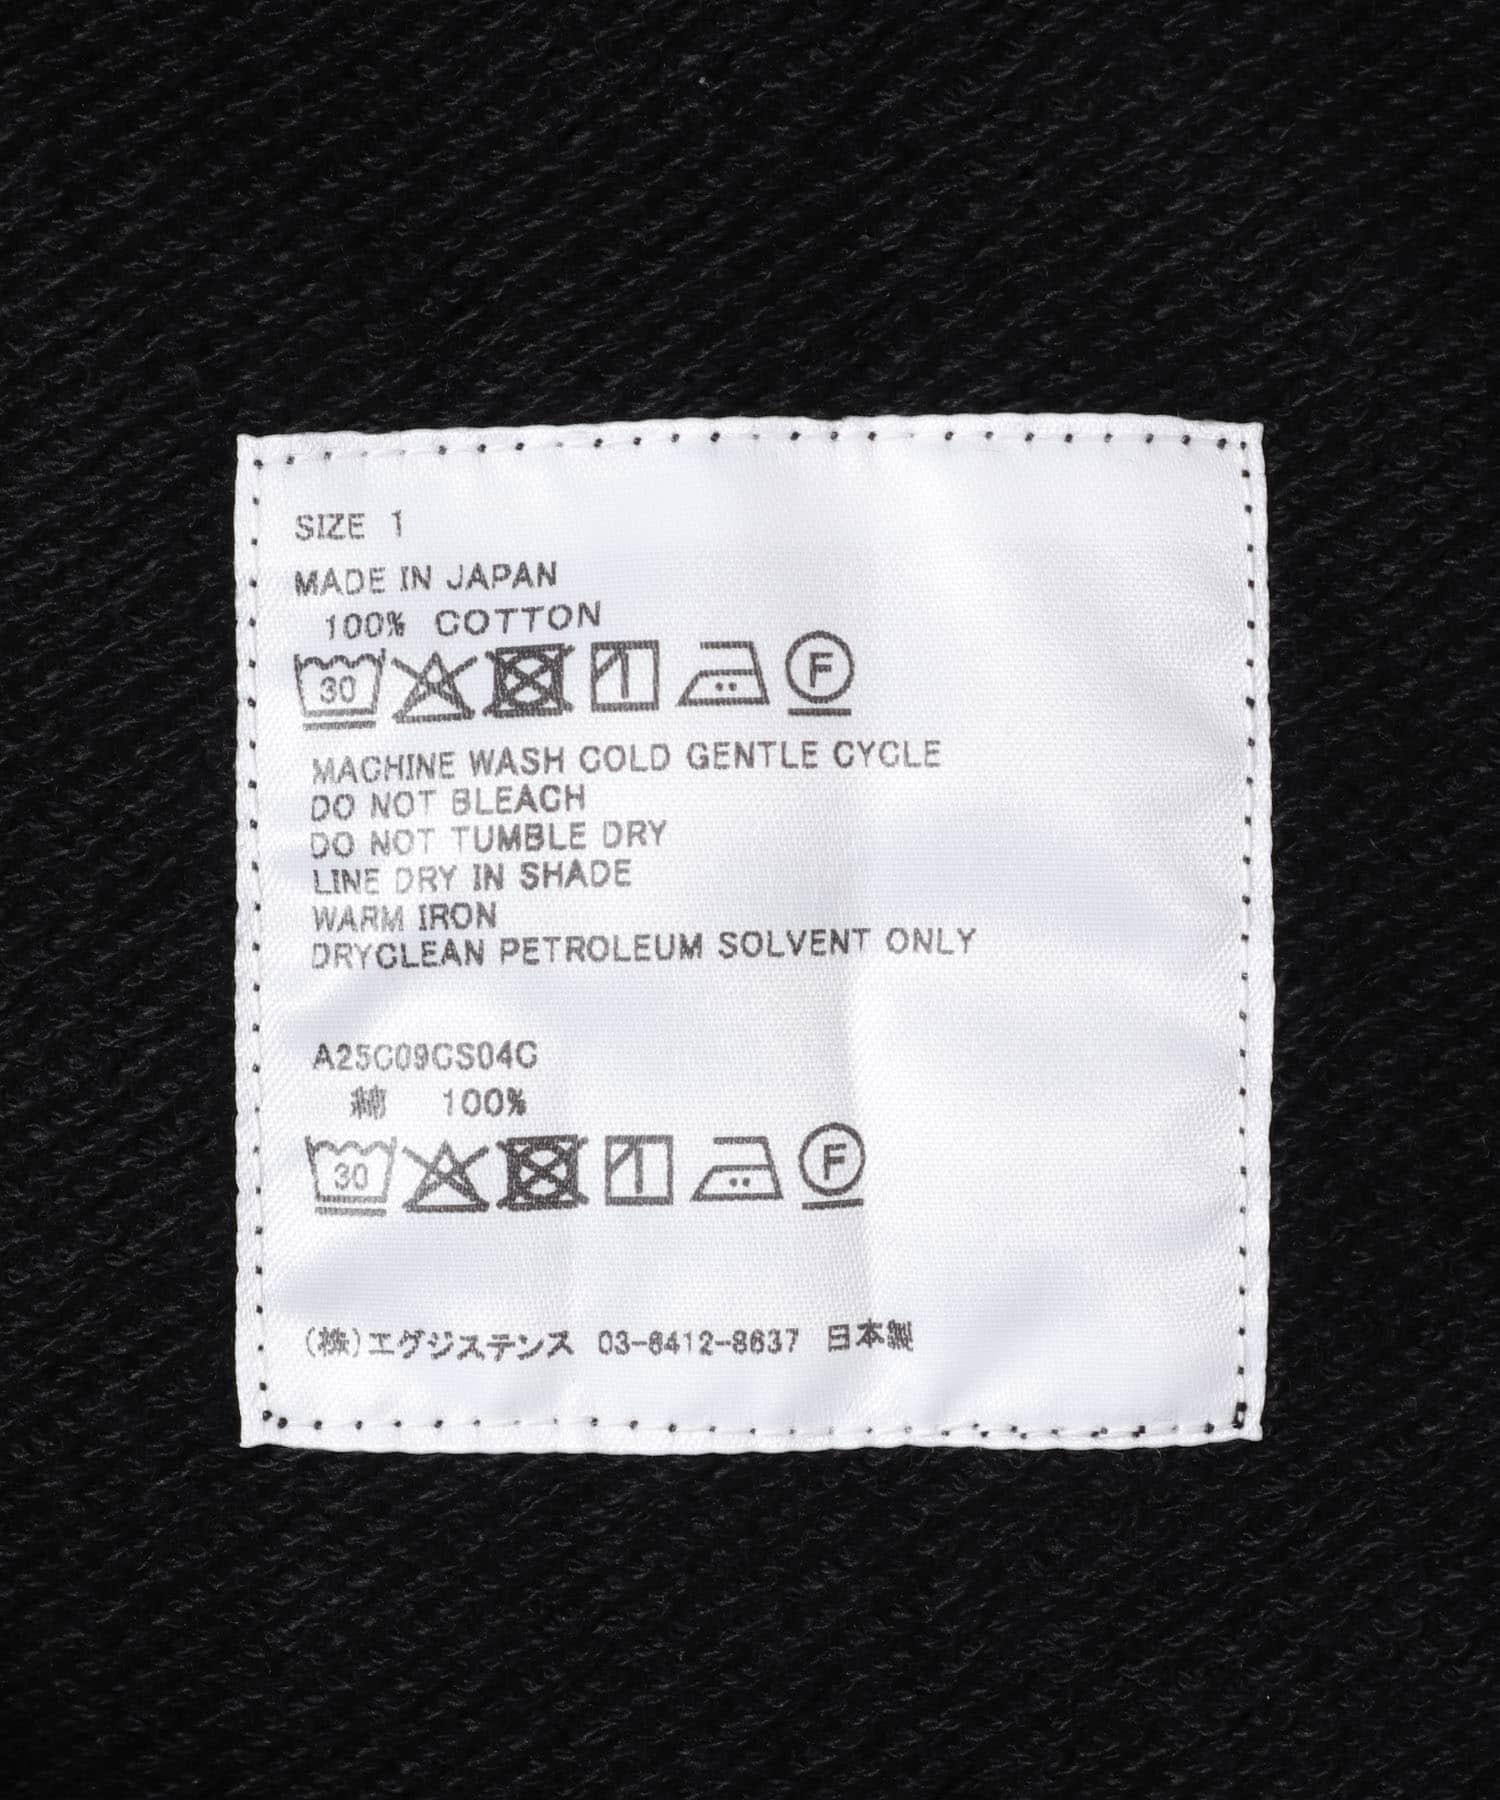 SIZE 1
MADE IN JAPAN
100% COTTON
30 F
MACHINE WASH COLD GENTLE CYCLE
DO NOT BLEACH
DO NOT TUMBLE DRY
LINE DRY IN SHADE
WARM IRON
DRYCLEAN PETROLEUM SOLVENT ONLY
A25C09CS04C
綿 100%
30 F
(株)エグジステンス 03-6412-8637 日本製